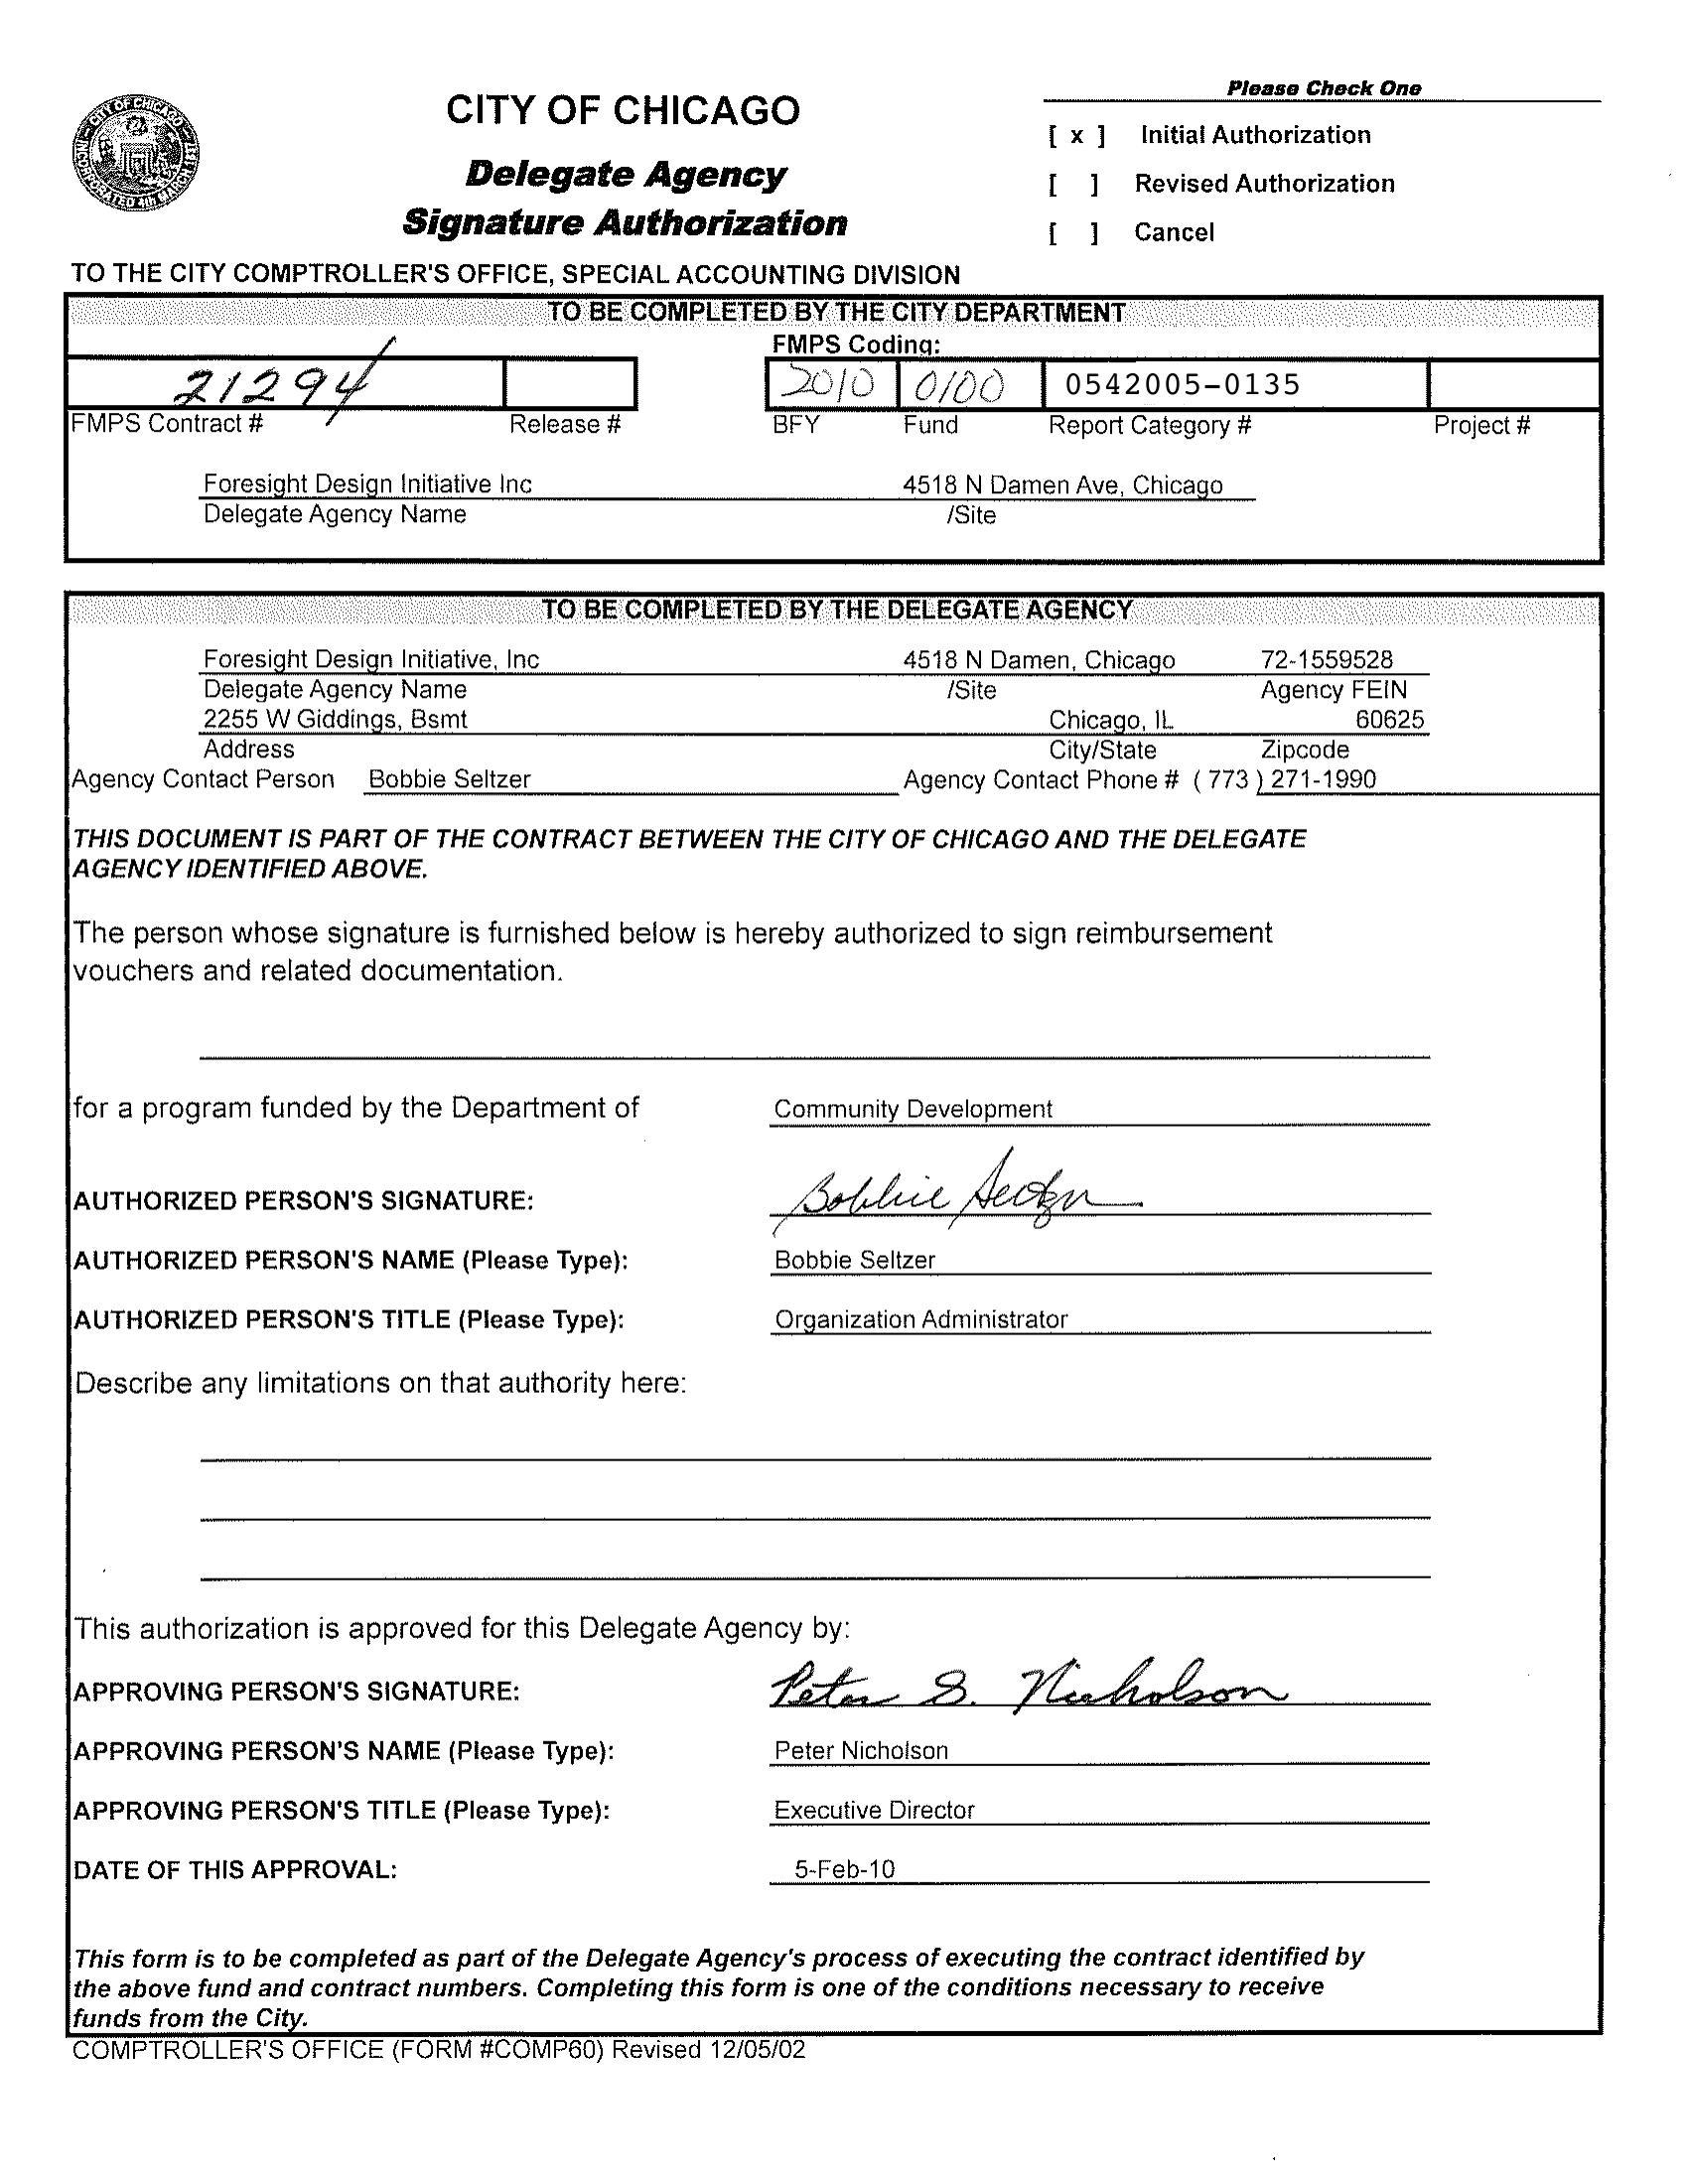 Please Check One
CITY OF CHICAGO
[ x ] Initial Authorization
Delegate Agency
[ ] Revised Authorization
Signature Authorization
[ ] Cancel
TO THE CITY COMPTROLLER'S OFFICE, SPECIAL ACCOUNTING DIVISION
TO BE COMPLETED BY THE CITY DEPARTMENT
FMPS Coding:
21294 2010 0100 0542005-0135
FMPS Contract # Release # BFY Fund Report Category # Project #
Foresight Design Initiative Inc 4518 N Damen Ave, Chicago
Delegate Agency Name /Site
TO BE COMPLETED BY THE DELEGATE AGENCY
Foresight Design Initiative, Inc 4518 N Damen, Chicago 72-1559528
Delegate Agency Name /Site Agency FEIN
2255 W Giddings, Bsmt Chicago, IL 60625
Address City/State Zipcode
Agency Contact Person Bobbie Seltzer Agency Contact Phone # ( 773 ) 271-1990
THIS DOCUMENT IS PART OF THE CONTRACT BETWEEN THE CITY OF CHICAGO AND THE DELEGATE
AGENCY IDENTIFIED ABOVE.
The person whose signature is furnished below is hereby authorized to sign reimbursement
vouchers and related documentation.
for a program funded by the Department of Community Development
AUTHORIZED PERSON'S SIGNATURE: Bobbie Seltzer
AUTHORIZED PERSON'S NAME (Please Type): Bobbie Seltzer
AUTHORIZED PERSON'S TITLE (Please Type): Organization Administrator
Describe any limitations on that authority here:
This authorization is approved for this Delegate Agency by:
APPROVING PERSON'S SIGNATURE: Peter S. Nicholson
APPROVING PERSON'S NAME (Please Type): Peter Nicholson
APPROVING PERSON'S TITLE (Please Type): Executive Director
DATE OF THIS APPROVAL: 5-Feb-10
This form is to be completed as part of the Delegate Agency's process of executing the contract identified by
the above fund and contract numbers. Completing this form is one of the conditions necessary to receive
funds from the City.
COMPTROLLER'S OFFICE (FORM #COMP60) Revised 12/05/02